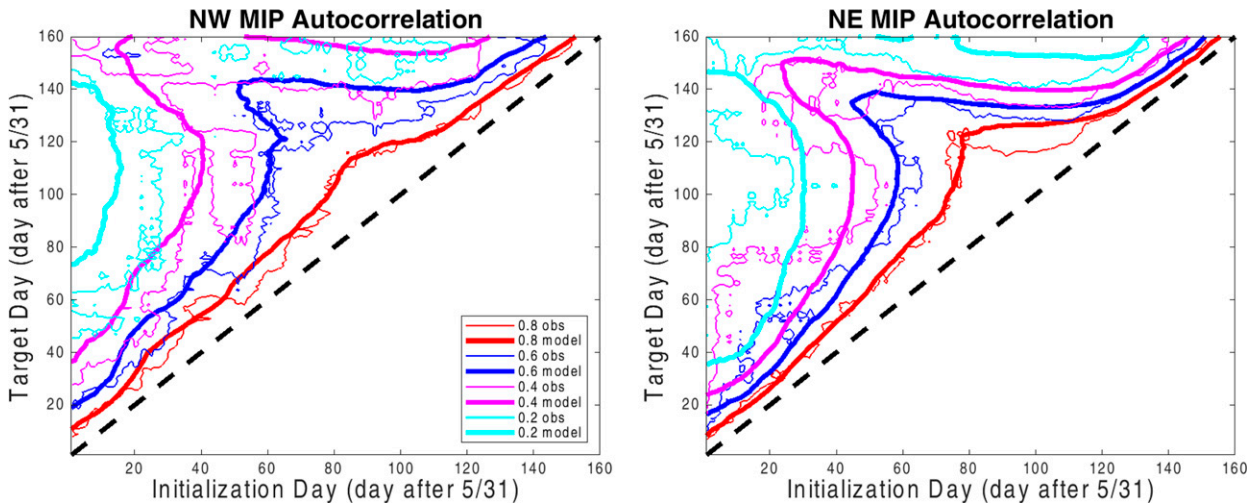 NW MIP Autocorrelation
160
140
120
100
80
60
40
20
Target Day (day after 5/31)
20 40 60 80 100 120 140 160
Initialization Day (day after 5/31)
0.8 obs
0.8 model
0.6 obs
0.6 model
0.4 obs
0.4 model
0.2 obs
0.2 model
NE MIP Autocorrelation
160
140
120
100
80
60
40
20
Target Day (day after 5/31)
20 40 60 80 100 120 140 160
Initialization Day (day after 5/31)